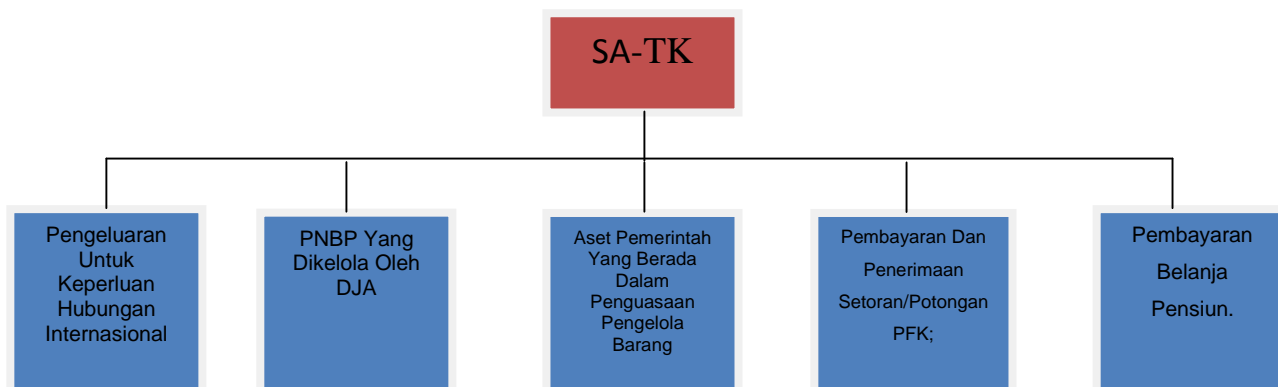 SA-TK
Pengeluaran
Untuk
Keperluan
Hubungan
Internasional
PNBP Yang
Dikelola Oleh
DJA
Aset Pemerintah
Yang Berada
Dalam
Penguasaan
Pengelola
Barang
Pembayaran Dan
Penerimaan
Setoran/Potongan
PFK;
Pembayaran
Belanja
Pensiun.